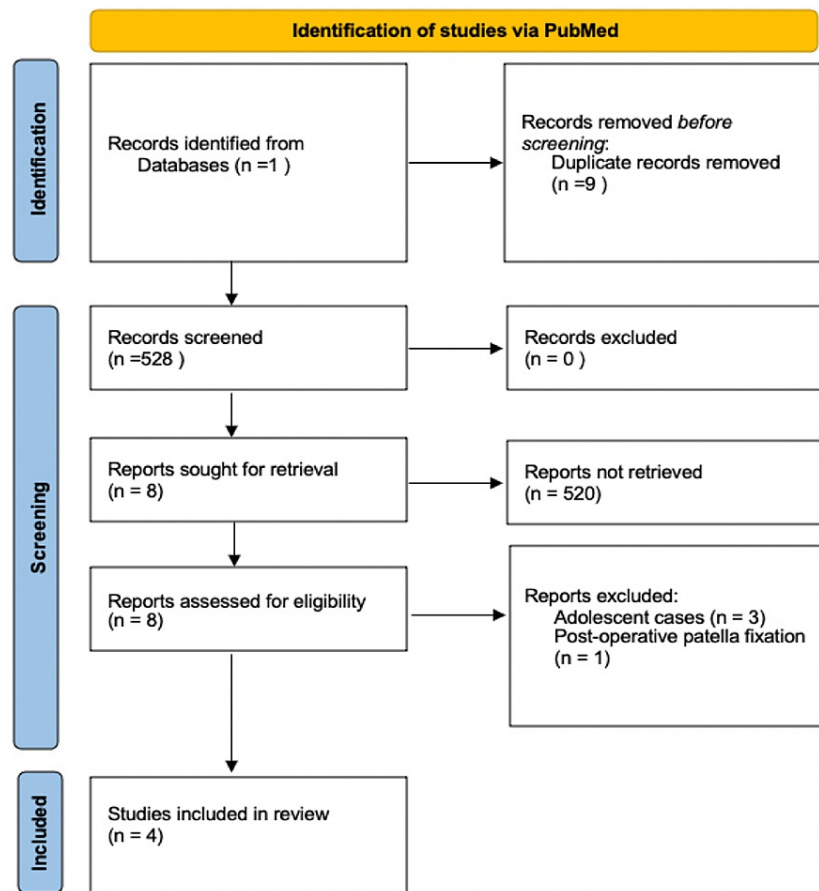 Identification of studies via PubMed
Identification
Records identified from
Databases (n =1 )
Records removed before
screening:
Duplicate records removed
(n =9 )
Screening
Records screened
(n =528 )
Records excluded
(n = 0 )
Reports sought for retrieval
(n = 8)
Reports not retrieved
(n = 520)
Reports assessed for eligibility
(n = 8)
Reports excluded:
Adolescent cases (n = 3)
Post-operative patella fixation
(n = 1)
Included
Studies included in review
(n = 4)